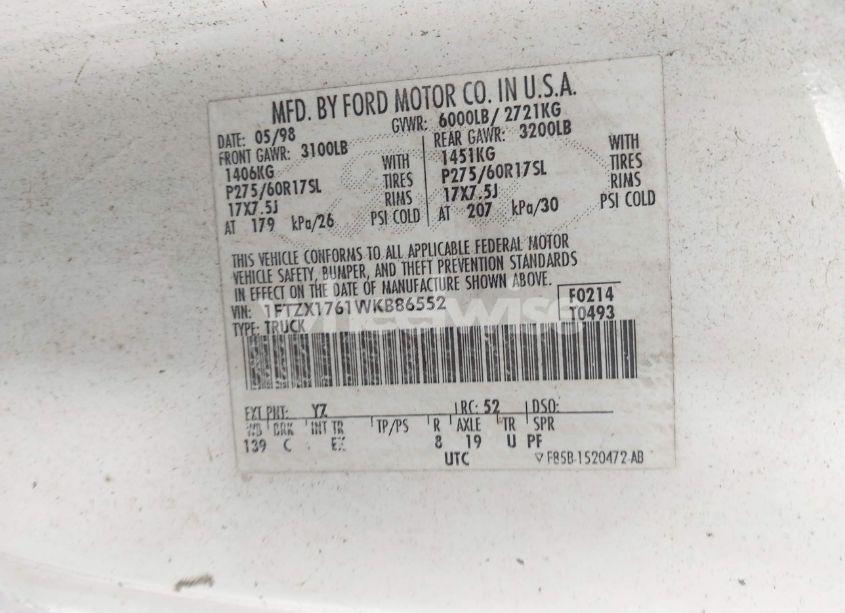 MFD. BY FORD MOTOR CO. IN U.S.A.
DATE: 05/98 GVWR: 6000LB/ 2721KG
FRONT GAWR: 3100LB REAR GAWR: 3200LB
1406KG WITH 1451KG WITH
P275/60R17SL TIRES P275/60R17SL TIRES
17X7.5J RIMS 17X7.5J RIMS
AT 179 kPa/26 PSI COLD AT 207 kPa/30 PSI COLD
THIS VEHICLE CONFORMS TO ALL APPLICABLE FEDERAL MOTOR
VEHICLE SAFETY, BUMPER, AND THEFT PREVENTION STANDARDS
IN EFFECT ON THE DATE OF MANUFACTURE SHOWN ABOVE.
VIN: 1FTZX1761WKB86552 F0214
TYPE: TRUCK T0493
EXT PNT: YZ RC: 52 DSO:
WB BRK INT TR TP/PS R AXLE TR SPR
139 C EX 8 19 U PF
UTC F85B-1520472-AB